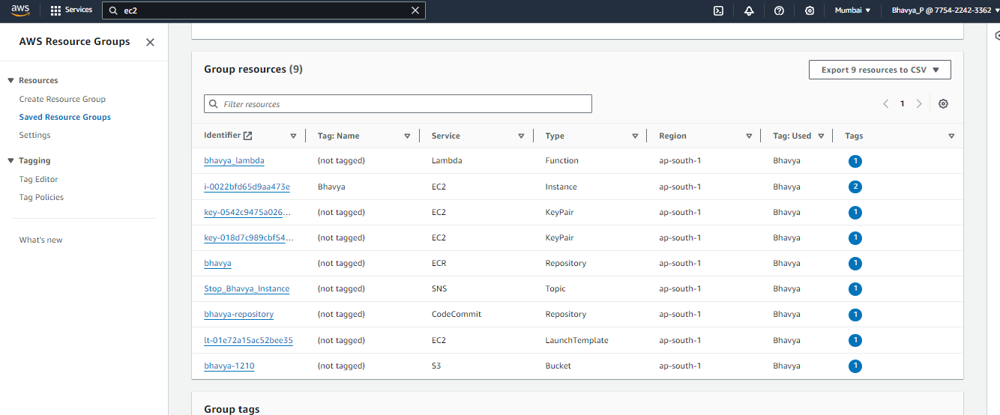 aws Services ec2 Mumbai Bhavya_P @ 7754-2242-3362
AWS Resource Groups
Resources
Create Resource Group
Saved Resource Groups
Settings
Tagging
Tag Editor
Tag Policies
What's new
Group resources (9)
Export 9 resources to CSV
Filter resources
1
Identifier Tag: Name Service Type Region Tag: Used Tags
bhavya_lambda (not tagged) Lambda Function ap-south-1 Bhavya 1
i-0022bfd65d9aa473e Bhavya EC2 Instance ap-south-1 Bhavya 2
key-0542c9475a026... (not tagged) EC2 KeyPair ap-south-1 Bhavya 1
key-018d7c989cbf54... (not tagged) EC2 KeyPair ap-south-1 Bhavya 1
bhavya (not tagged) ECR Repository ap-south-1 Bhavya 1
Stop_Bhavya_Instance (not tagged) SNS Topic ap-south-1 Bhavya 1
bhavya-repository (not tagged) CodeCommit Repository ap-south-1 Bhavya 1
lt-01e72a15ac52bee35 (not tagged) EC2 LaunchTemplate ap-south-1 Bhavya 1
bhavya-1210 (not tagged) S3 Bucket ap-south-1 Bhavya 1
Group tags